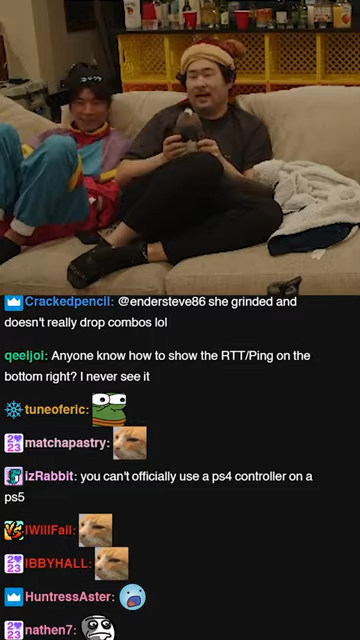 Crackedpencil: @endersteve86 she grinded and
doesn't really drop combos lol
qeeljoi: Anyone know how to show the RTT/Ping on the
bottom right? I never see it
tuneoferic:
matchapastry:
IzRabbit: you can't officially use a ps4 controller on a
ps5
IWillFail:
IBBYHALL:
HuntressAster:
nathen7: